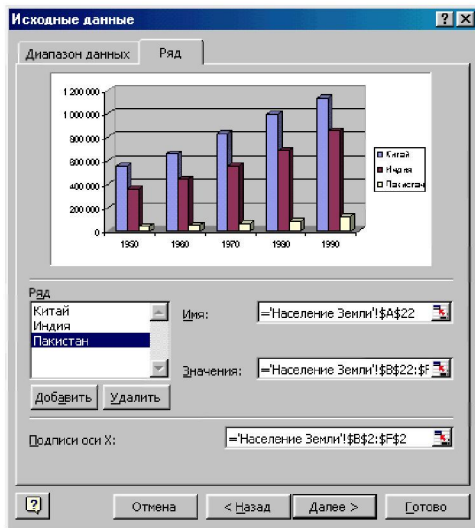 Исходные данные
Диапазон данных Ряд
1200 000
1 000 000
800 000
600 000
400 000
200 000
0
1950 1960 1970 1980 1990
Китай
Индия
Пакистан
Ряд
Китай
Индия
Пакистан
Имя: ='Население Земли'!$A$22
Значения: ='Население Земли'!$B$22:$F
Добавить Удалить
Подписи оси X: ='Население Земли'!$B$2:$F$2
Отмена < Назад Далее > Готово